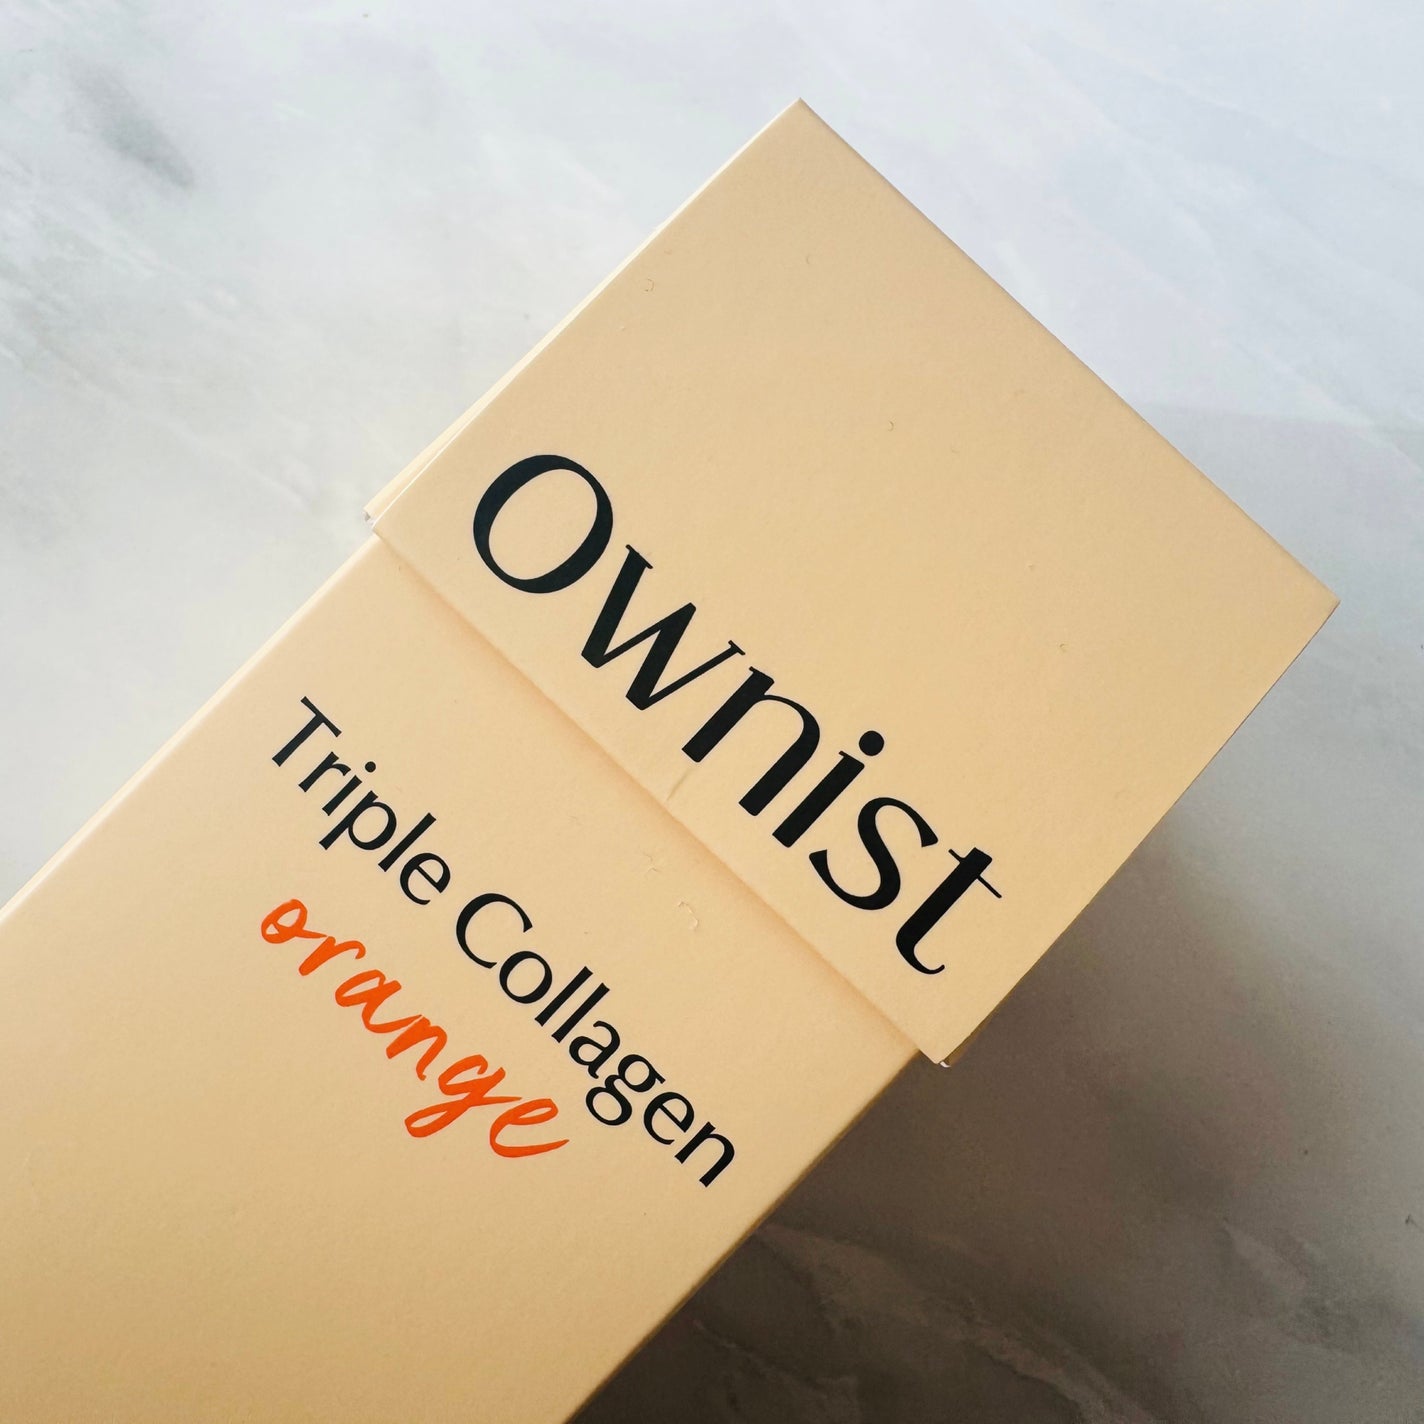 Ownist
Triple Collagen
orange